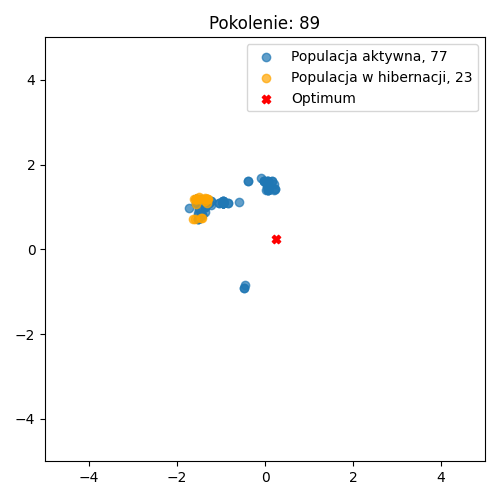 Pokolenie: 89
Populacja aktywna, 77
Populacja w hibernacji, 23
Optimum
4
2
0
−2
−4
−4
−2
0
2
4